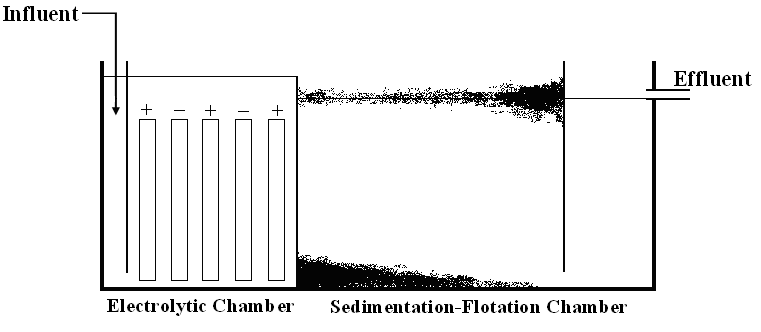 Influent
Effluent
+ − + − +
Electrolytic Chamber
Sedimentation-Flotation Chamber